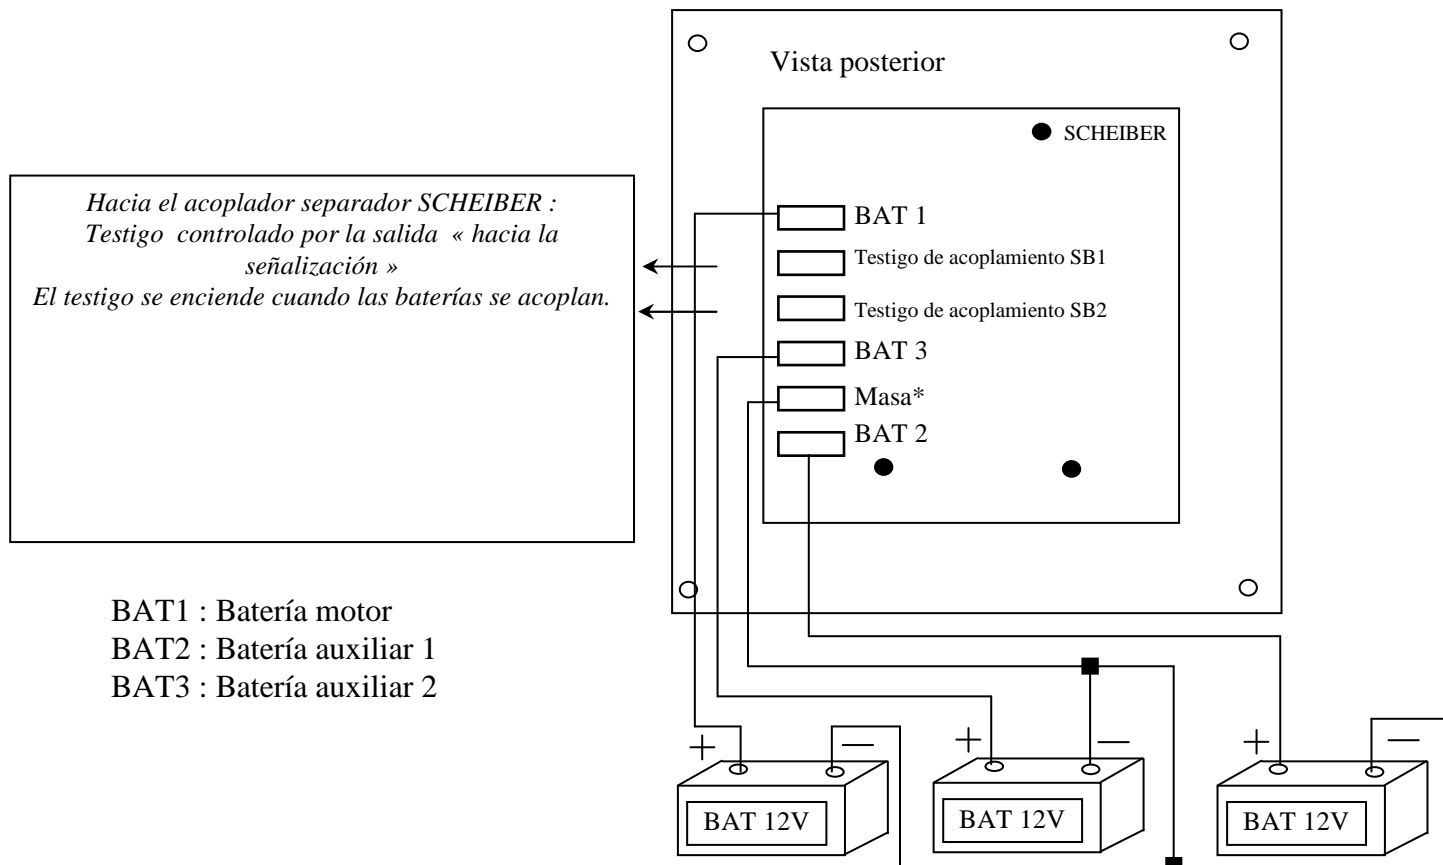 Vista posterior
SCHEIBER
Hacia el acoplador separador SCHEIBER :
Testigo controlado por la salida « hacia la
señalización »
El testigo se enciende cuando las baterías se acoplan.
BAT 1
Testigo de acoplamiento SB1
Testigo de acoplamiento SB2
BAT 3
Masa*
BAT 2
BAT1 : Batería motor
BAT2 : Batería auxiliar 1
BAT3 : Batería auxiliar 2
+ — + — + —
BAT 12V
BAT 12V
BAT 12V